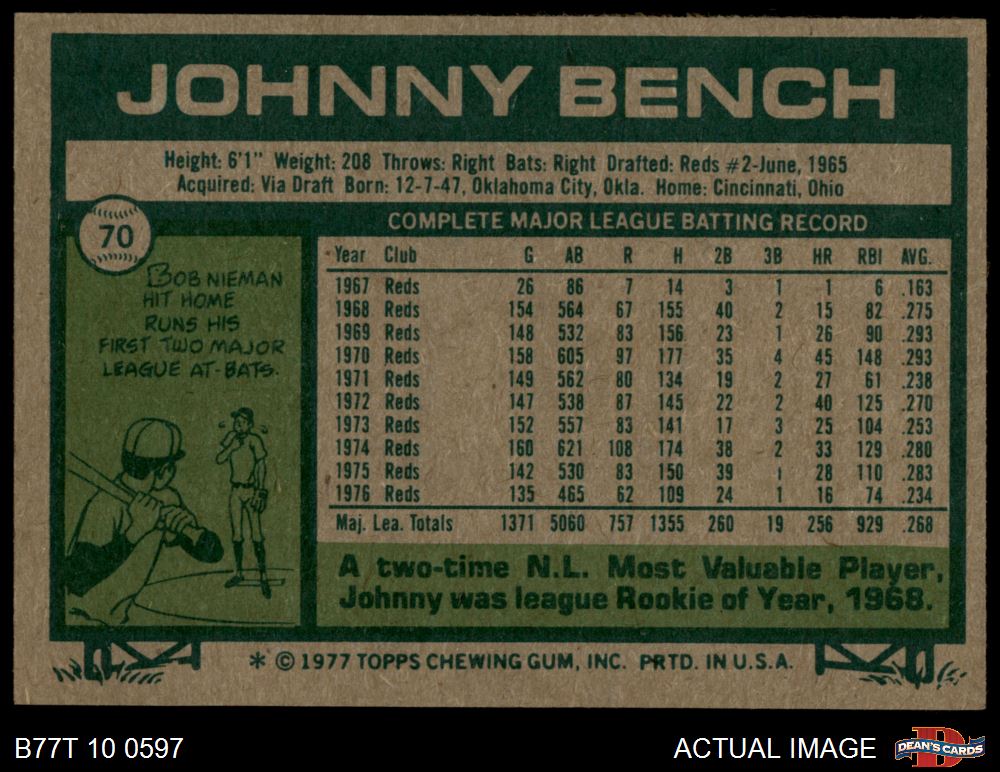 JOHNNY BENCH
Height: 6'1" Weight: 208 Throws: Right Bats: Right Drafted: Reds #2-June, 1965
Acquired: Via Draft Born: 12-7-47, Oklahoma City, Okla. Home: Cincinnati, Ohio
70
BOB NIEMAN
HIT HOME
RUNS HIS
FIRST TWO MAJOR
LEAGUE AT-BATS.
COMPLETE MAJOR LEAGUE BATTING RECORD
Year Club G AB R H 2B 3B HR RBI AVG.
1967 Reds 26 86 7 14 3 1 1 6 .163
1968 Reds 154 564 67 155 40 2 15 82 .275
1969 Reds 148 532 83 156 23 1 26 90 .293
1970 Reds 158 605 97 177 35 4 45 148 .293
1971 Reds 149 562 80 134 19 2 27 61 .238
1972 Reds 147 538 87 145 22 2 40 125 .270
1973 Reds 152 557 83 141 17 3 25 104 .253
1974 Reds 160 621 108 174 38 2 33 129 .280
1975 Reds 142 530 83 150 39 1 28 110 .283
1976 Reds 135 465 62 109 24 1 16 74 .234
Maj. Lea. Totals 1371 5060 757 1355 260 19 256 929 .268
A two-time N.L. Most Valuable Player,
Johnny was league Rookie of Year, 1968.
* © 1977 TOPPS CHEWING GUM, INC. PRTD. IN U.S.A.
B77T 10 0597
ACTUAL IMAGE
D
DEAN'S CARDS